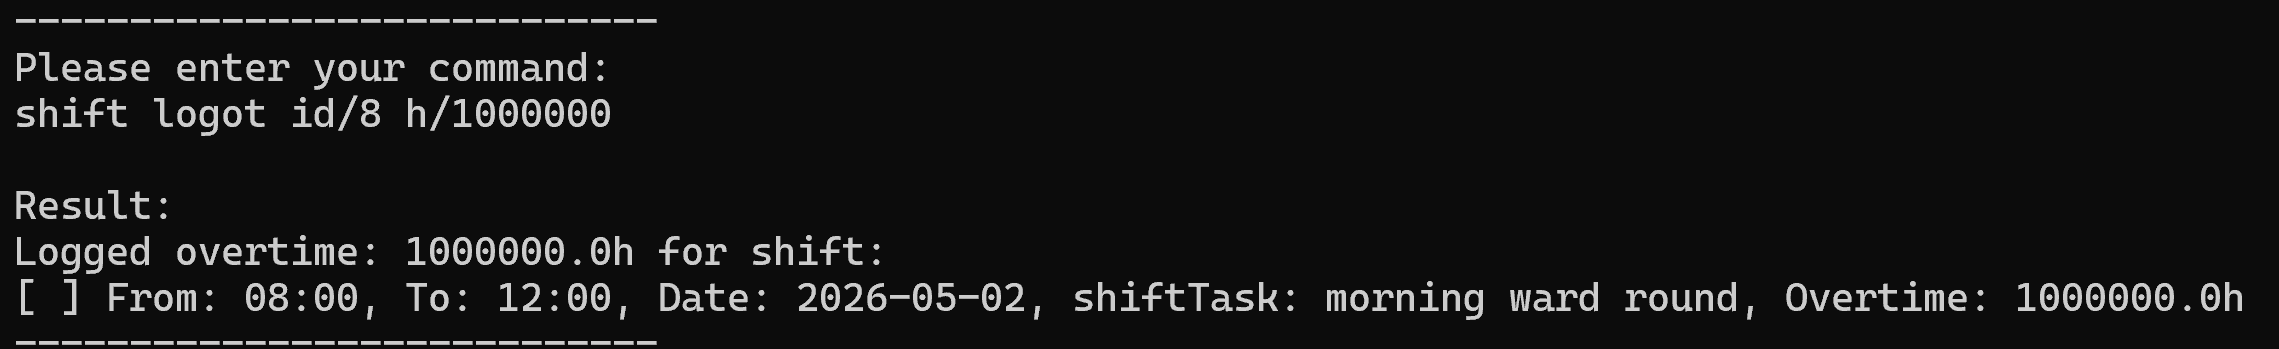 ----------------------------
Please enter your command:
shift logot id/8 h/1000000
Result:
Logged overtime: 1000000.0h for shift:
[ ] From: 08:00, To: 12:00, Date: 2026-05-02, shiftTask: morning ward round, Overtime: 1000000.0h
----------------------------